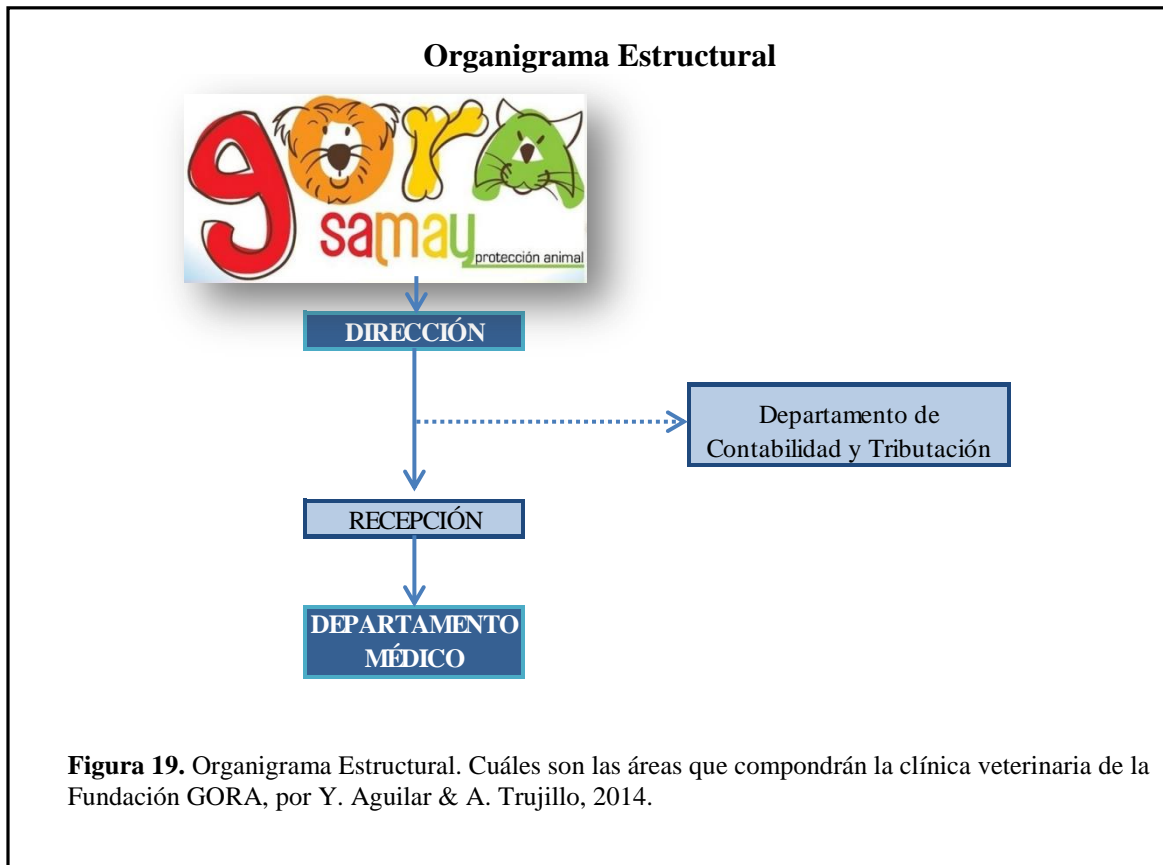 Organigrama Estructural
gora
samay
protección animal
DIRECCIÓN
Departamento de
Contabilidad y Tributación
RECEPCIÓN
DEPARTAMENTO
MÉDICO
Figura 19. Organigrama Estructural. Cuáles son las áreas que compondrán la clínica veterinaria de la
Fundación GORA, por Y. Aguilar & A. Trujillo, 2014.